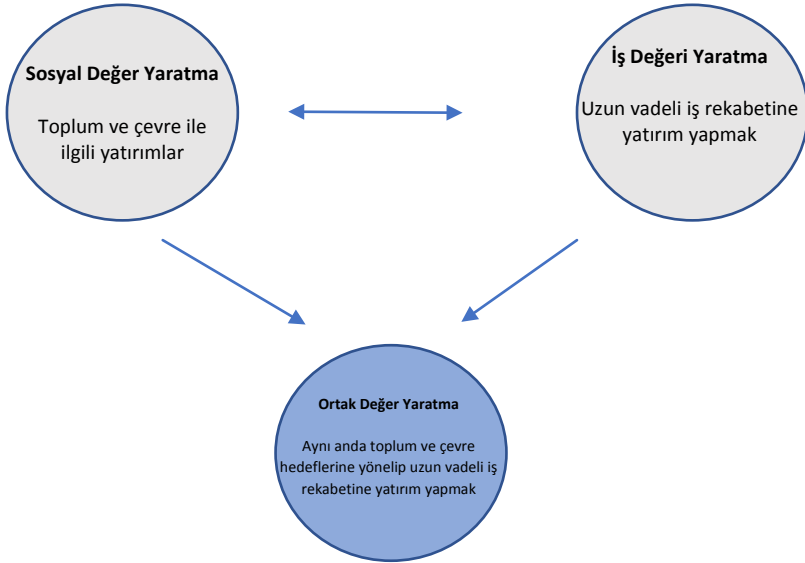 Sosyal Değer Yaratma
Toplum ve çevre ile
ilgili yatırımlar
İş Değeri Yaratma
Uzun vadeli iş rekabetine
yatırım yapmak
Ortak Değer Yaratma
Aynı anda toplum ve çevre
hedeflerine yönelip uzun vadeli iş
rekabetine yatırım yapmak